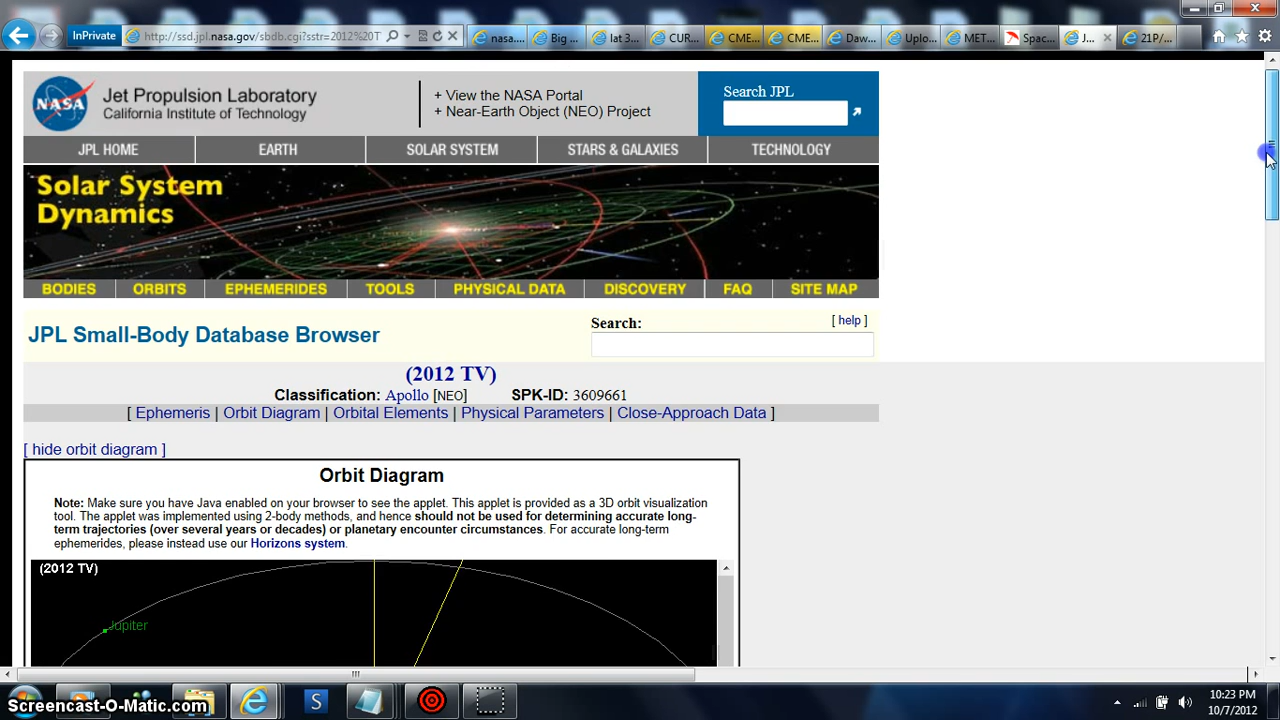 InPrivate
http://ssd.jpl.nasa.gov/sbdb.cgi?sstr=2012%20T
nasa....
Big ...
lat 3...
CUR...
CME...
CME...
Daw...
Uplo...
MET...
Spac...
J...
21P/...
NASA
Jet Propulsion Laboratory
California Institute of Technology
+ View the NASA Portal
+ Near-Earth Object (NEO) Project
Search JPL
JPL HOME
EARTH
SOLAR SYSTEM
STARS & GALAXIES
TECHNOLOGY
Solar System
Dynamics
BODIES
ORBITS
EPHEMERIDES
TOOLS
PHYSICAL DATA
DISCOVERY
FAQ
SITE MAP
JPL Small-Body Database Browser
Search:
[ help ]
(2012 TV)
Classification: Apollo [NEO] SPK-ID: 3609661
[ Ephemeris | Orbit Diagram | Orbital Elements | Physical Parameters | Close-Approach Data ]
[ hide orbit diagram ]
Orbit Diagram
Note: Make sure you have Java enabled on your browser to see the applet. This applet is provided as a 3D orbit visualization
tool. The applet was implemented using 2-body methods, and hence should not be used for determining accurate long-
term trajectories (over several years or decades) or planetary encounter circumstances. For accurate long-term
ephemerides, please instead use our Horizons system.
(2012 TV)
Jupiter
S
Screencast-O-Matic.com
10:23 PM
10/7/2012